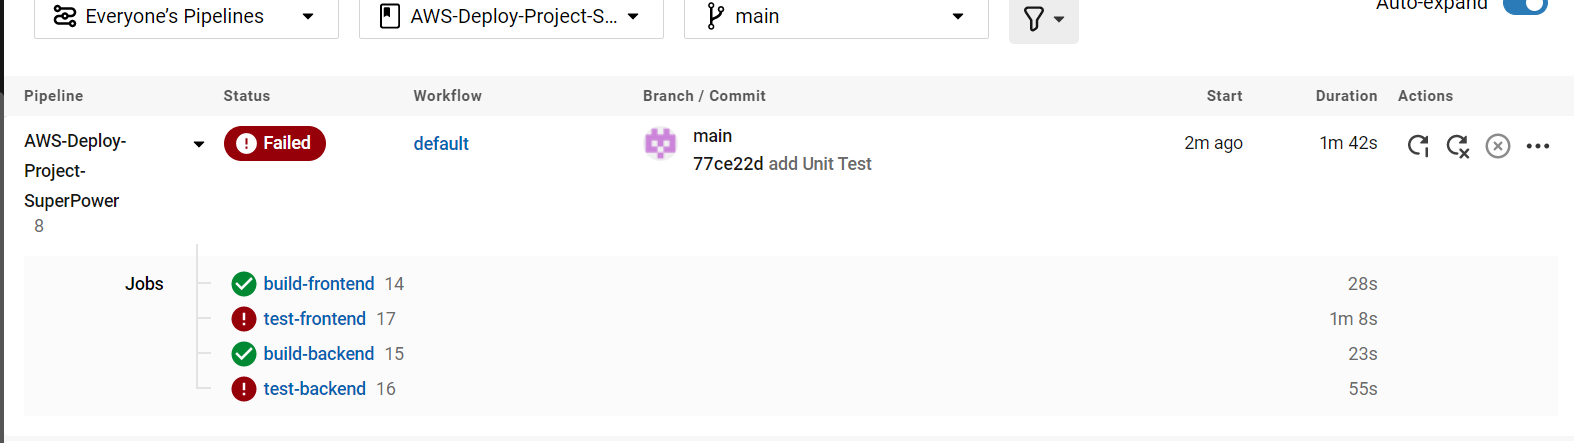 Everyone’s Pipelines
AWS-Deploy-Project-S...
main
Auto-expand
Pipeline Status Workflow Branch / Commit Start Duration Actions
AWS-Deploy-
Project-
SuperPower
8
Failed
default
main
77ce22d add Unit Test
2m ago
1m 42s
Jobs
build-frontend 14 28s
test-frontend 17 1m 8s
build-backend 15 23s
test-backend 16 55s